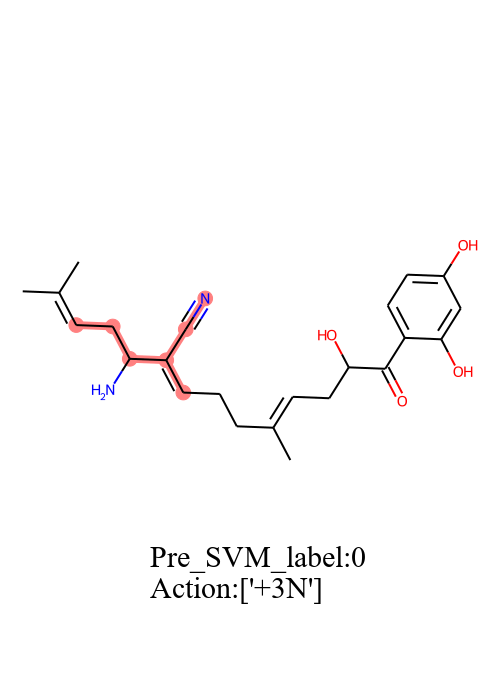 OH
N
HO
OH
H2N
O
Pre_SVM_label:0
Action:['+3N']